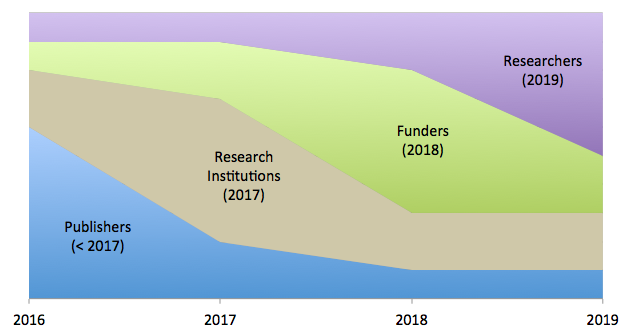 Researchers
(2019)
Funders
(2018)
Research
Institutions
(2017)
Publishers
(< 2017)
2016
2017
2018
2019